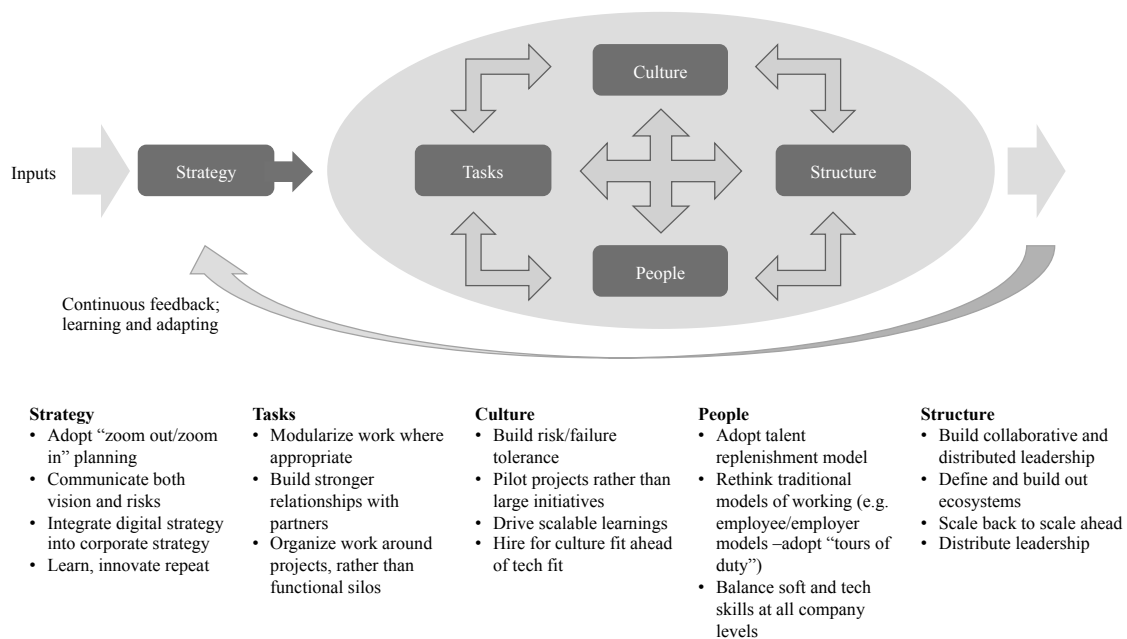 Culture
Inputs
Strategy
Tasks
Structure
People
Continuous feedback;
learning and adapting
Strategy
• Adopt “zoom out/zoom
in” planning
• Communicate both
vision and risks
• Integrate digital strategy
into corporate strategy
• Learn, innovate repeat
Tasks
• Modularize work where
appropriate
• Build stronger
relationships with
partners
• Organize work around
projects, rather than
functional silos
Culture
• Build risk/failure
tolerance
• Pilot projects rather than
large initiatives
• Drive scalable learnings
• Hire for culture fit ahead
of tech fit
People
• Adopt talent
replenishment model
• Rethink traditional
models of working (e.g.
employee/employer
models –adopt “tours of
duty”)
• Balance soft and tech
skills at all company
levels
Structure
• Build collaborative and
distributed leadership
• Define and build out
ecosystems
• Scale back to scale ahead
• Distribute leadership